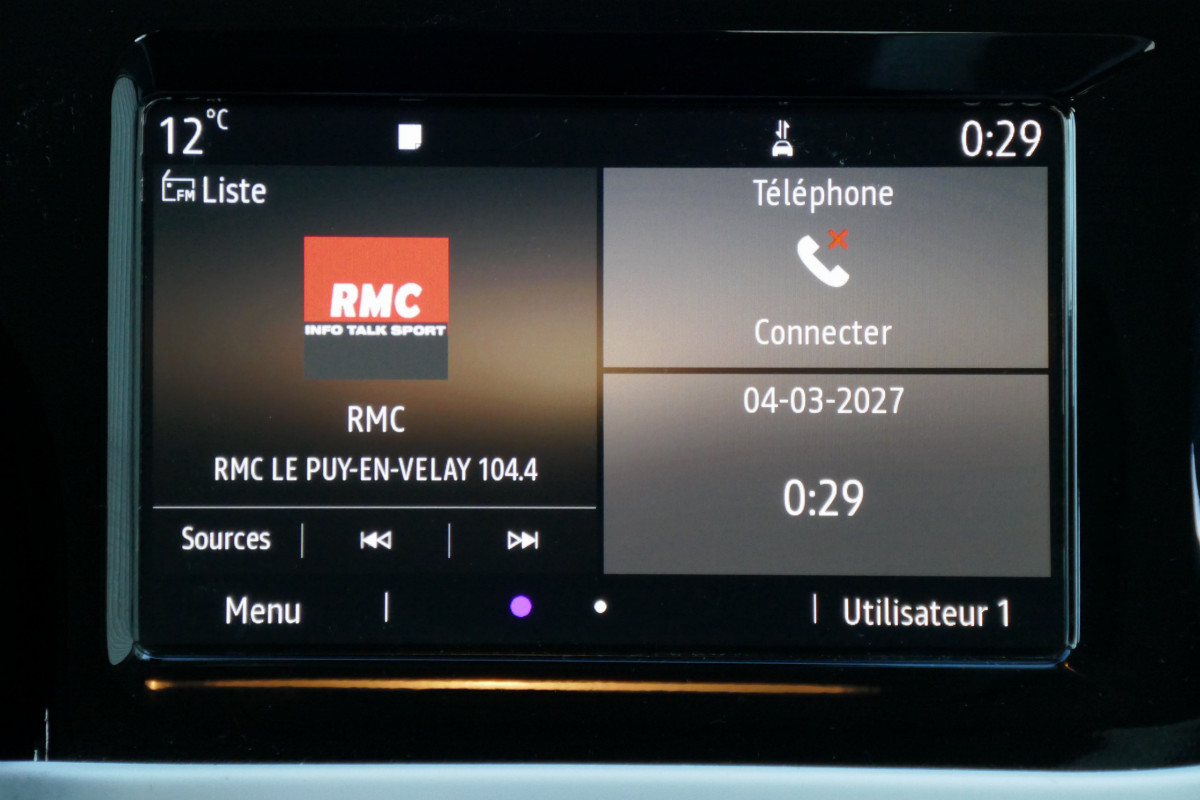 12°C
0:29
FM Liste
RMC
INFO TALK SPORT
RMC
RMC LE PUY-EN-VELAY 104.4
Sources
Téléphone
Connecter
04-03-2027
0:29
Menu
Utilisateur 1